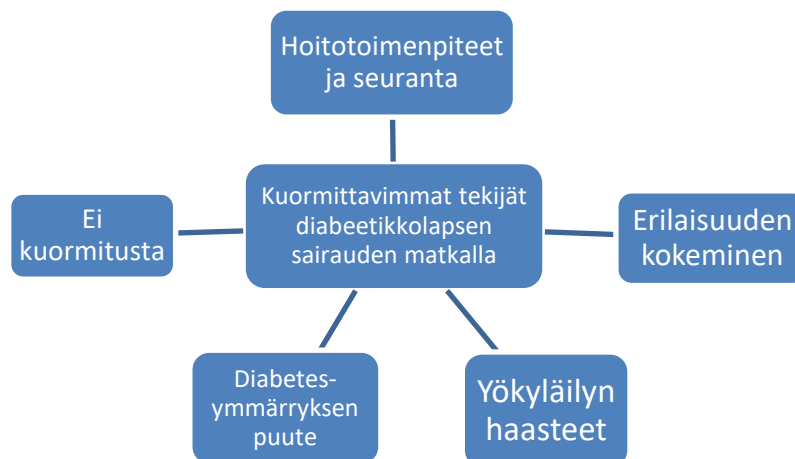 Hoitotoimenpiteet
ja seuranta
Kuormittavimmat tekijät
diabeetikkolapsen
sairauden matkalla
Ei
kuormitusta
Erilaisuuden
kokeminen
Diabetes-
ymmärryksen
puute
Yökyläilyn
haasteet